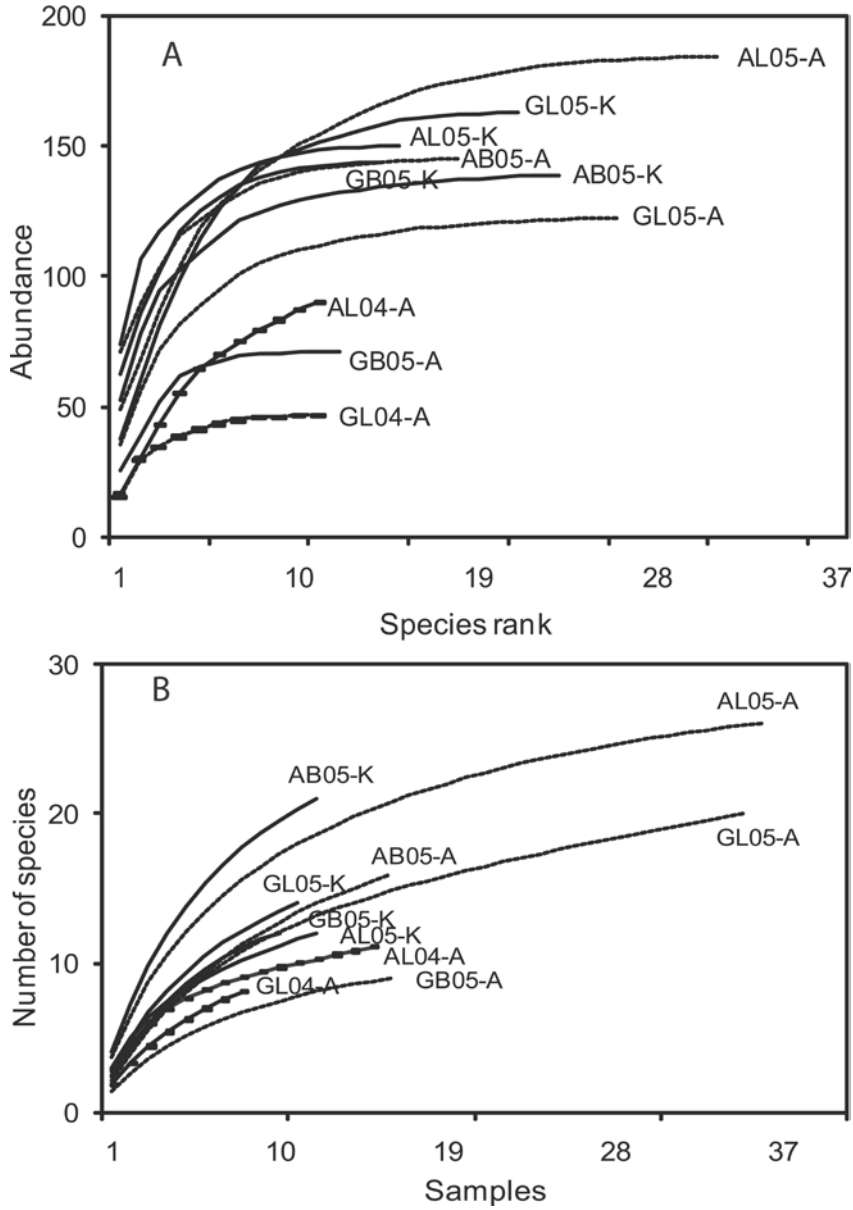 200
A
AL05-A
GL05-K
AL05-K
150
AB05-A
GB05-K
AB05-K
GL05-A
Abundance
100
AL04-A
GB05-A
50
GL04-A
0
1 10 19 28 37
Species rank
30
B
AL05-A
AB05-K
20
GL05-A
AB05-A
GL05-K
Number of species
GB05-K
AL05-K
10
AL04-A
GL04-A
GB05-A
0
1 10 19 28 37
Samples